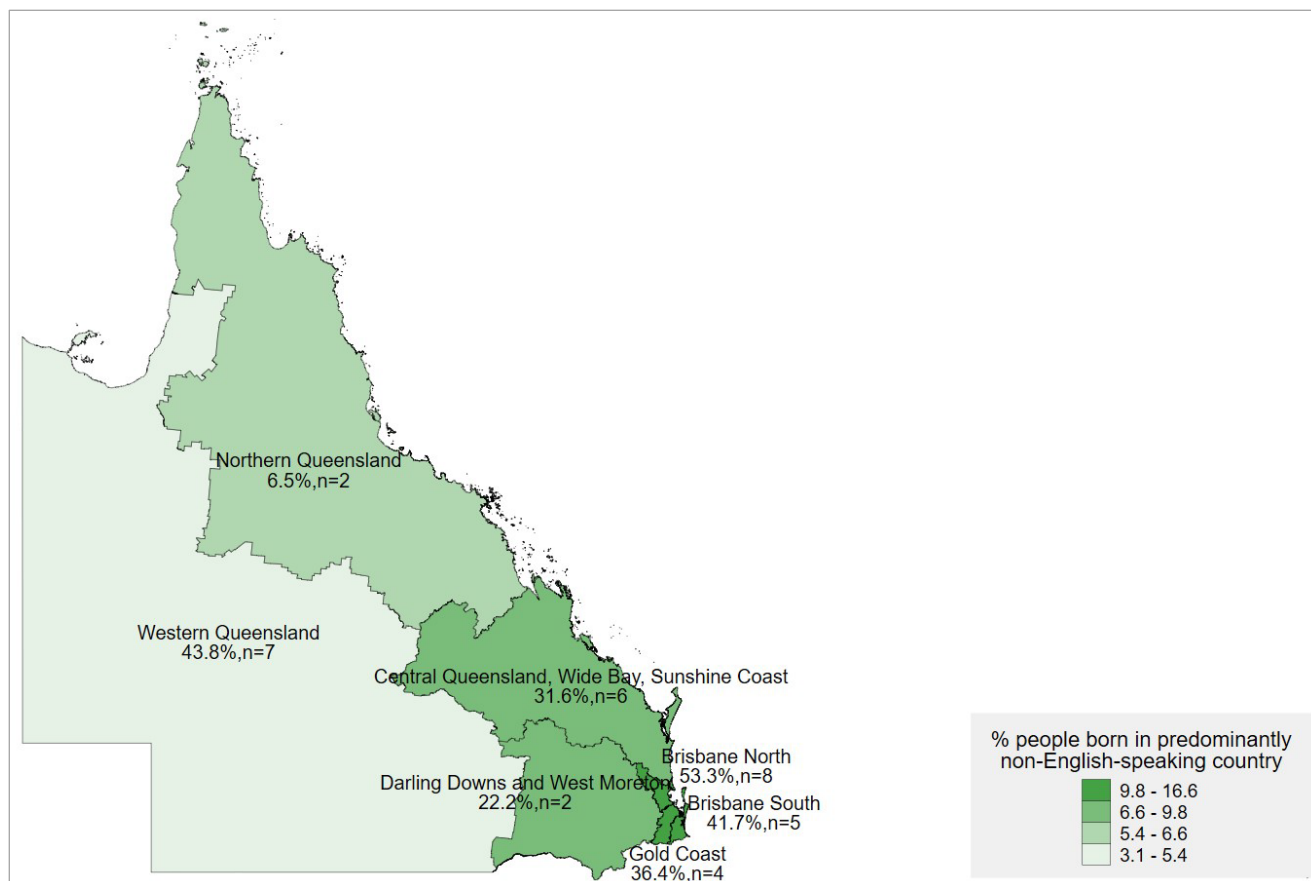 Northern Queensland
6.5%,n=2
Western Queensland
43.8%,n=7
Central Queensland, Wide Bay, Sunshine Coast
31.6%,n=6
Brisbane North
53.3%,n=8
Darling Downs and West Moreton
22.2%,n=2
Brisbane South
41.7%,n=5
Gold Coast
36.4%,n=4
% people born in predominantly
non-English-speaking country
9.8 - 16.6
6.6 - 9.8
5.4 - 6.6
3.1 - 5.4